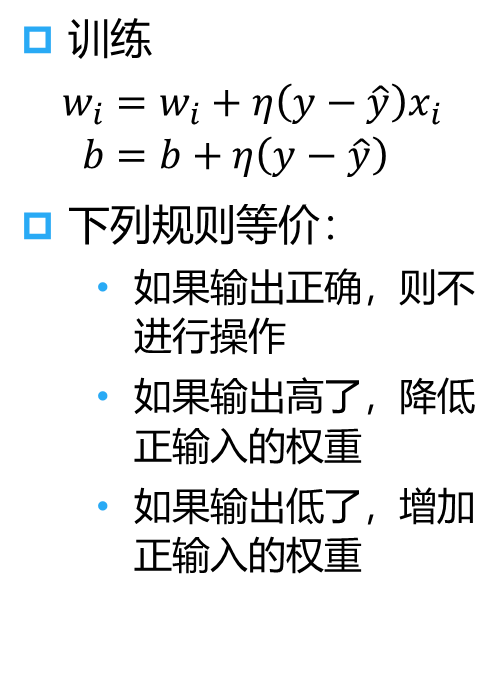 训练
wᵢ = wᵢ + η(y − ŷ)xᵢ
b = b + η(y − ŷ)
下列规则等价：
• 如果输出正确，则不
进行操作
• 如果输出高了，降低
正输入的权重
• 如果输出低了，增加
正输入的权重